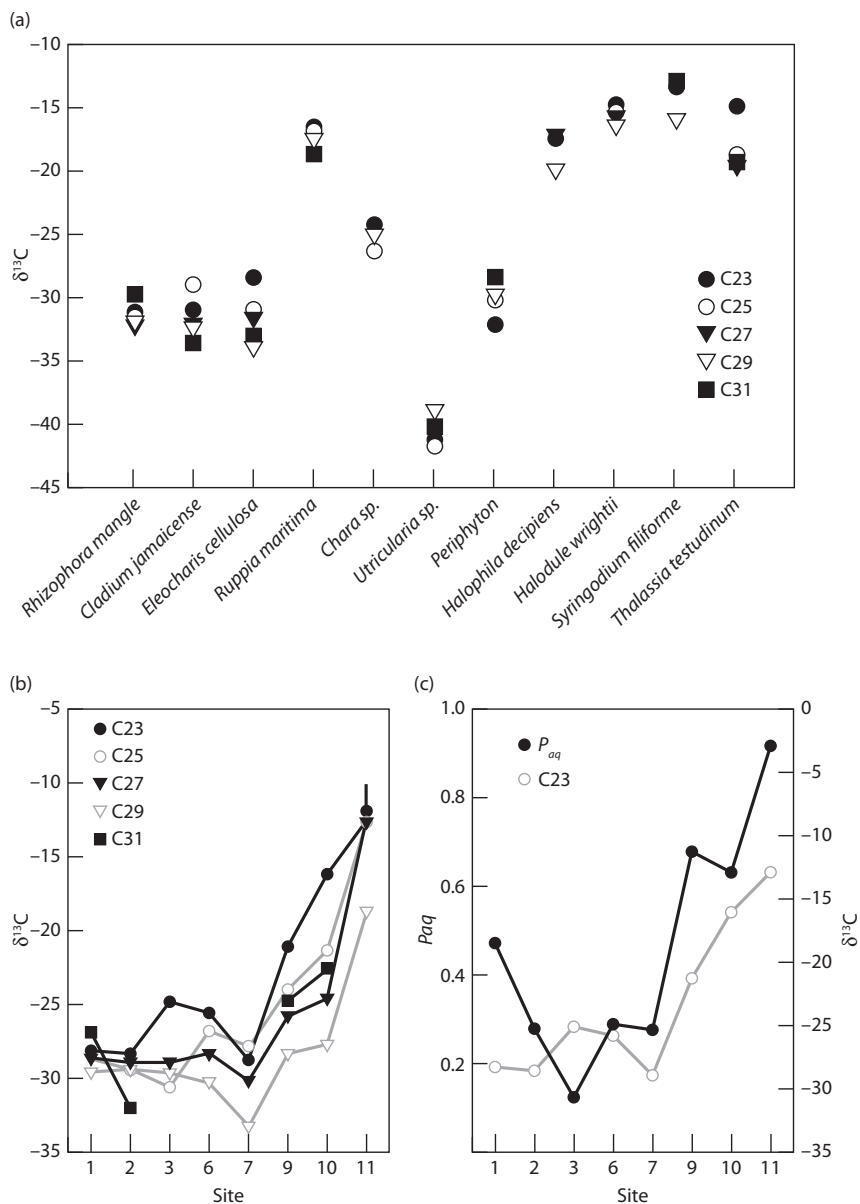 (a)
−10
−15
−20
−25
−30
−35
−40
−45
δ¹³C
C23
C25
C27
C29
C31
Rhizophora mangle
Cladium jamaicense
Eleocharis cellulosa
Ruppia maritima
Chara sp.
Utricularia sp.
Periphyton
Halophila decipiens
Halodule wrightii
Syringodium filiforme
Thalassia testudinum
(b)
−5
−10
−15
−20
−25
−30
−35
δ¹³C
C23
C25
C27
C29
C31
1 2 3 6 7 9 10 11
Site
(c)
1.0
0.8
0.6
0.4
0.2
Paq
Paq
C23
0
−5
−10
−15
−20
−25
−30
−35
δ¹³C
1 2 3 6 7 9 10 11
Site